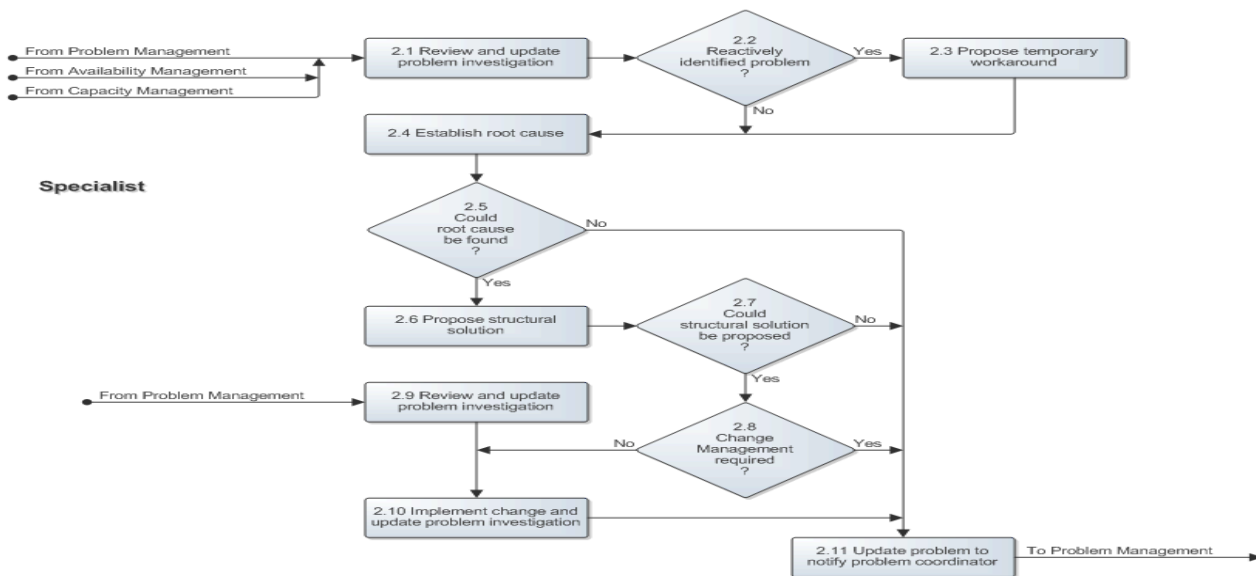 From Problem Management
From Availability Management
From Capacity Management
2.1 Review and update
problem investigation
2.2
Reactively
identified problem
?
Yes
2.3 Propose temporary
workaround
No
2.4 Establish root cause
Specialist
2.5
Could
root cause
be found
?
No
Yes
2.6 Propose structural
solution
2.7
Could
structural solution
be proposed
?
No
Yes
From Problem Management
2.9 Review and update
problem investigation
2.8
Change
Management
required
?
No
Yes
2.10 Implement change and
update problem investigation
2.11 Update problem to
notify problem coordinator
To Problem Management